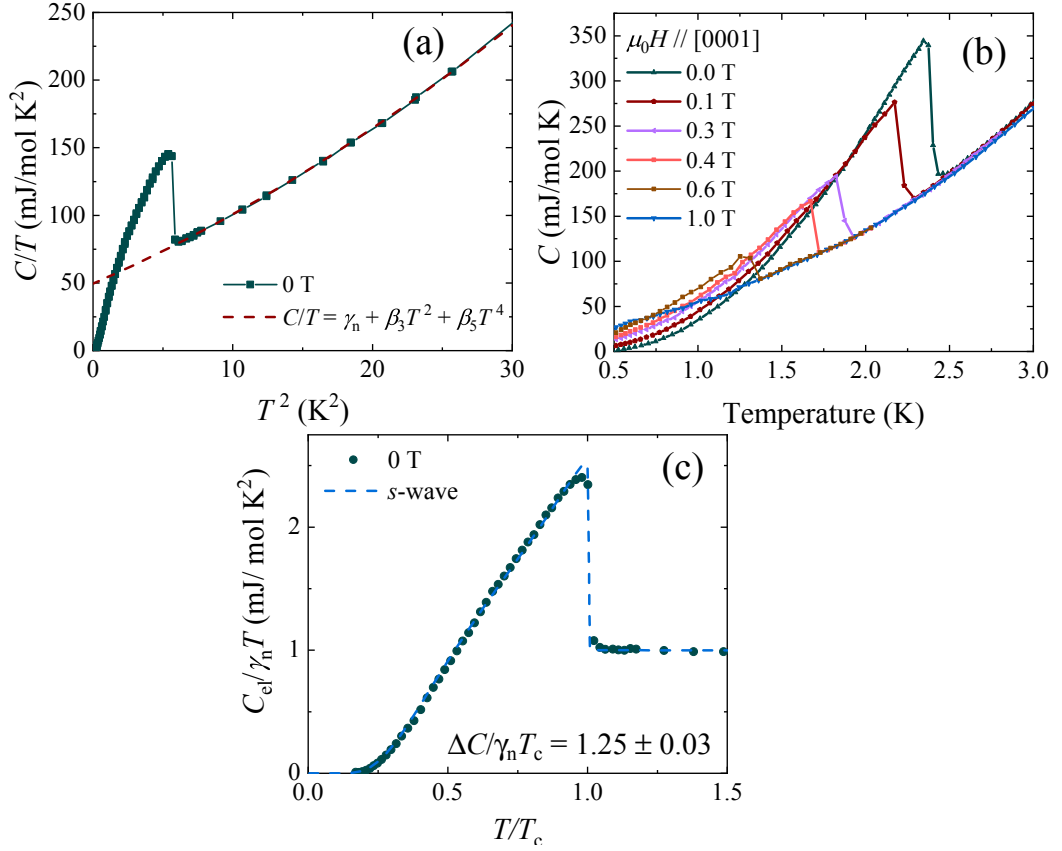 (a)
250
200
150
100
50
0
C/T (mJ/mol K²)
0 T
C/T = γn + β3T² + β5T⁴
0 10 20 30
T² (K²)
(b)
μ0H // [0001]
0.0 T
0.1 T
0.3 T
0.4 T
0.6 T
1.0 T
350
300
250
200
150
100
50
0
C (mJ/mol K)
0.5 1.0 1.5 2.0 2.5 3.0
Temperature (K)
(c)
0 T
s-wave
2
1
0
Cel/γnT (mJ/ mol K²)
ΔC/γnTc = 1.25 ± 0.03
0.0 0.5 1.0 1.5
T/Tc